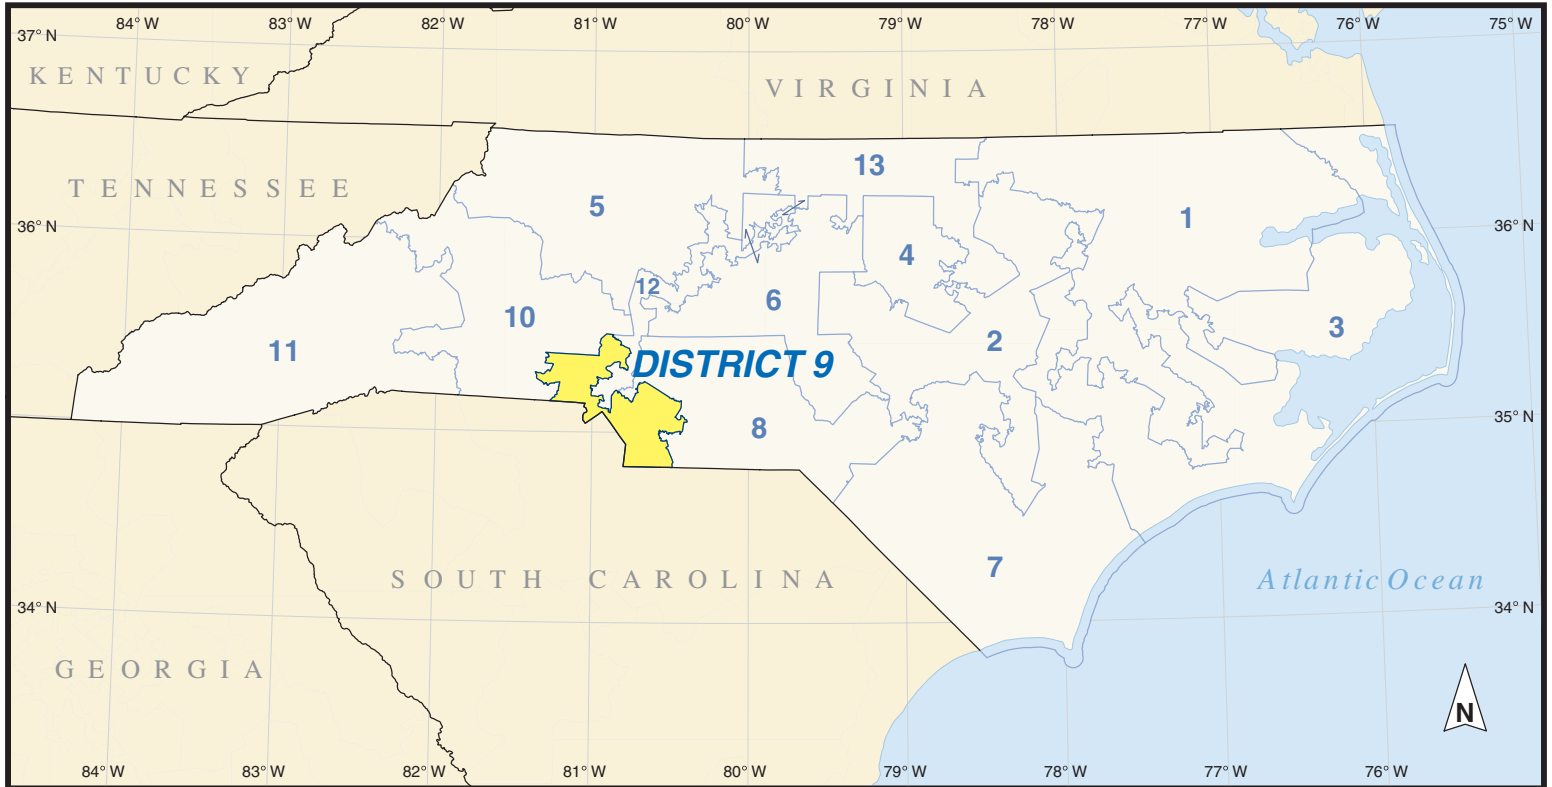 84° W 83° W 82° W 81° W 80° W 79° W 78° W 77° W 76° W 75° W
37° N
KENTUCKY
VIRGINIA
13
TENNESSEE
5
1
36° N
36° N
4
12
6
10
3
2
11
DISTRICT 9
35° N
35° N
8
7
SOUTH CAROLINA
Atlantic Ocean
34° N
34° N
GEORGIA
N
84° W 83° W 82° W 81° W 80° W 79° W 78° W 77° W 76° W